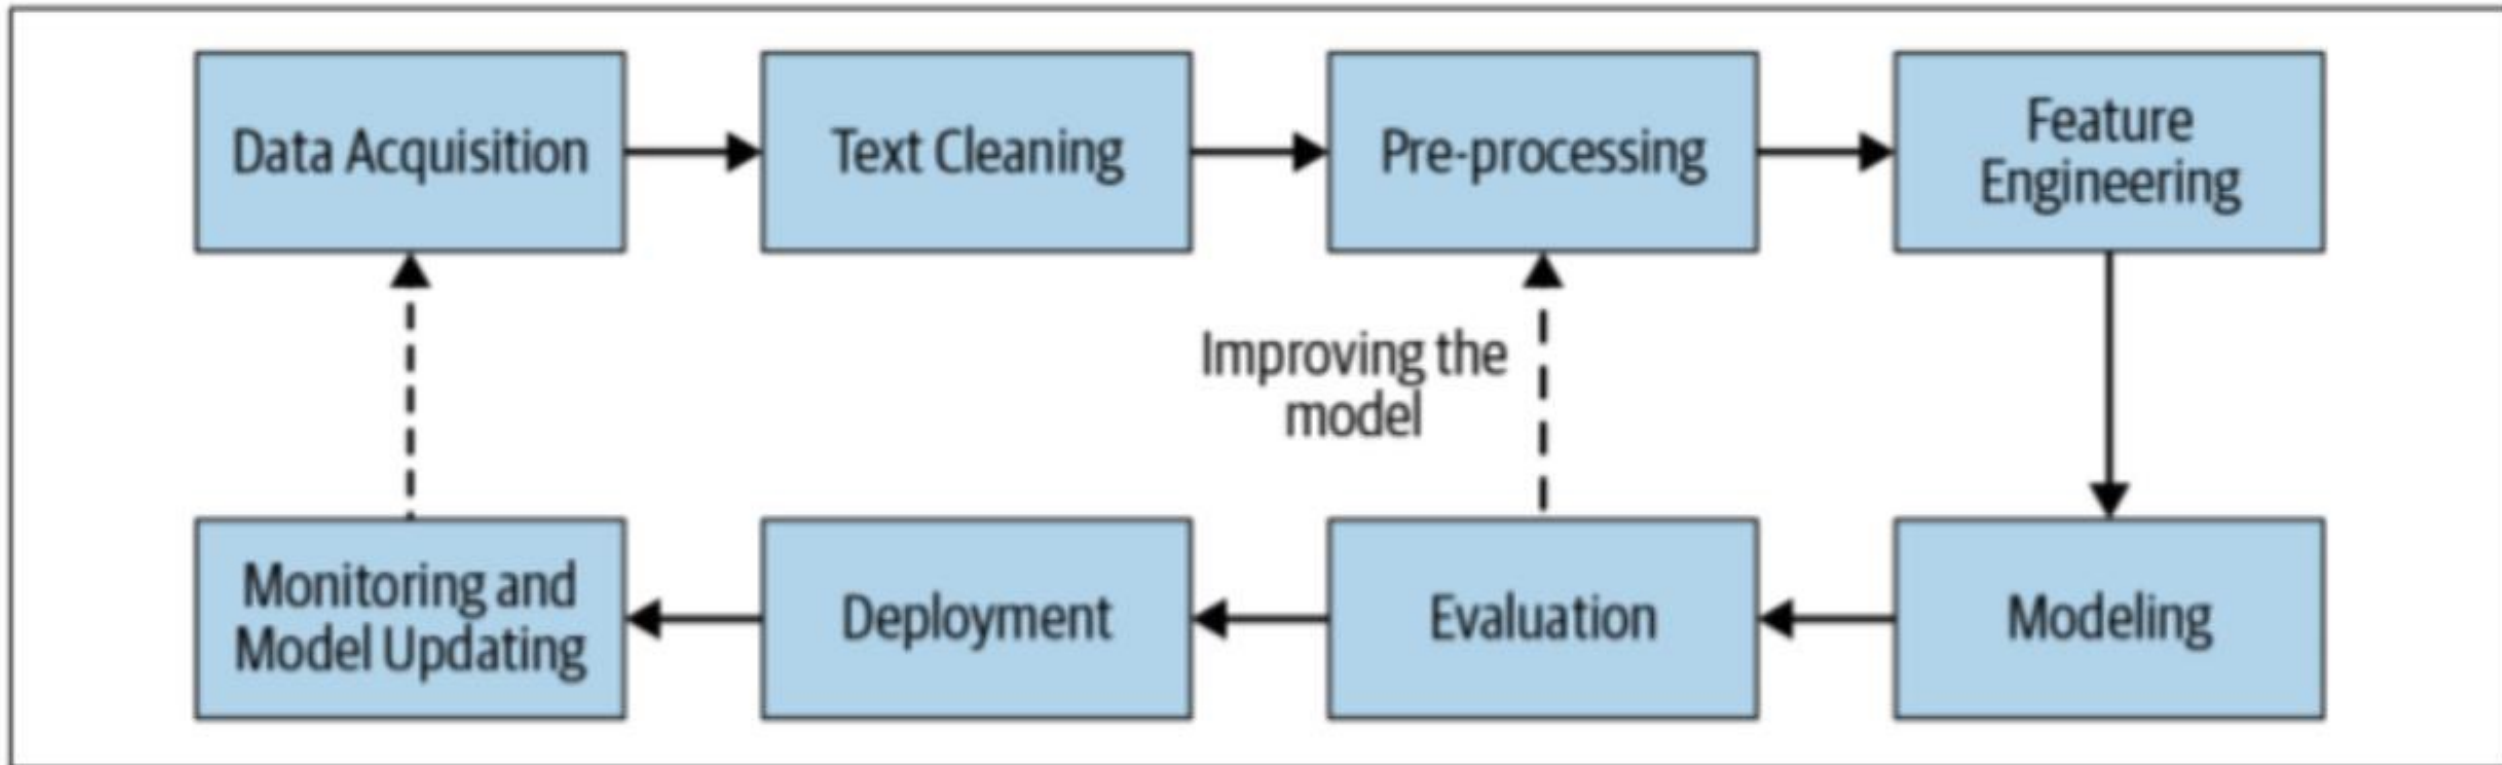 Data Acquisition
Text Cleaning
Pre-processing
Feature
Engineering
Improving the
model
Monitoring and
Model Updating
Deployment
Evaluation
Modeling